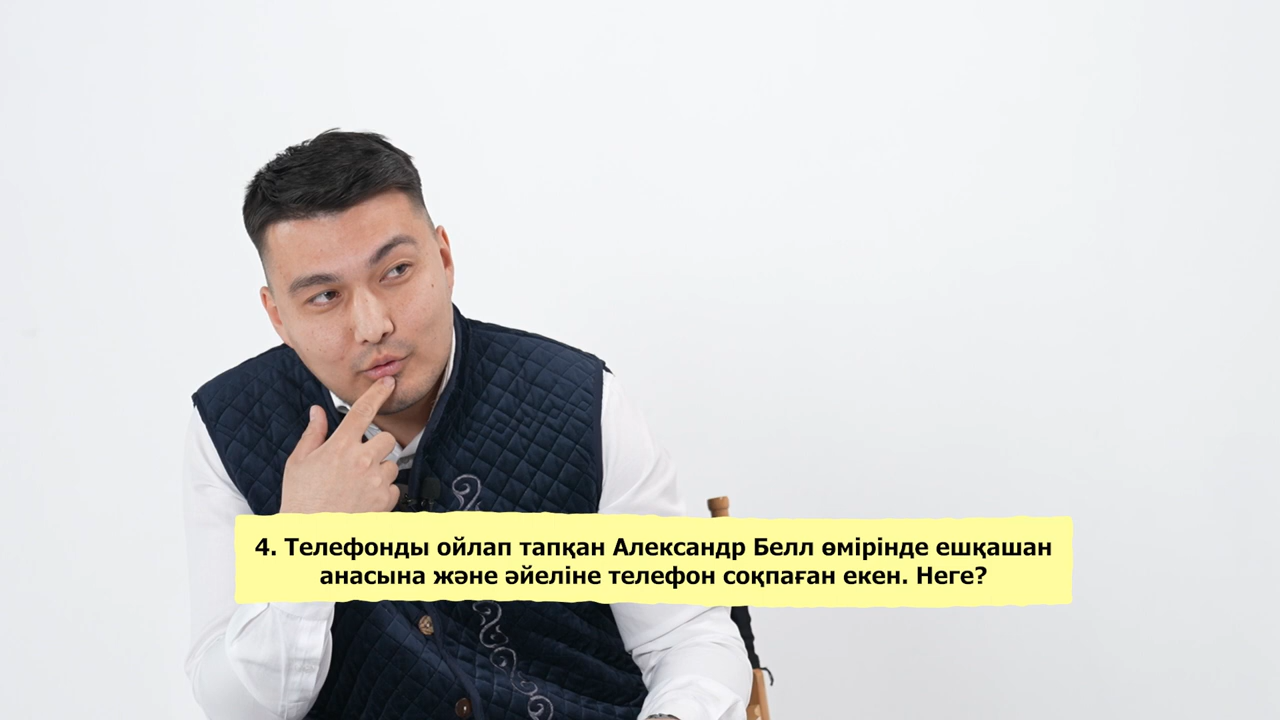 4. Телефонды ойлап тапқан Александр Белл өмірінде ешқашан
анасына және әйеліне телефон соқпаған екен. Неге?